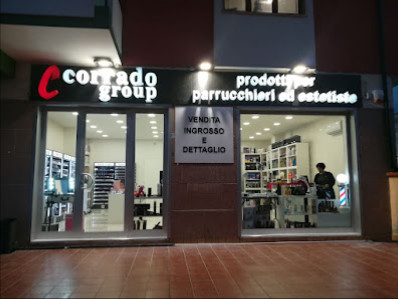 corrado
group
prodotti per
parrucchieri ed estetiste
VENDITA
INGROSSO
E
DETTAGLIO